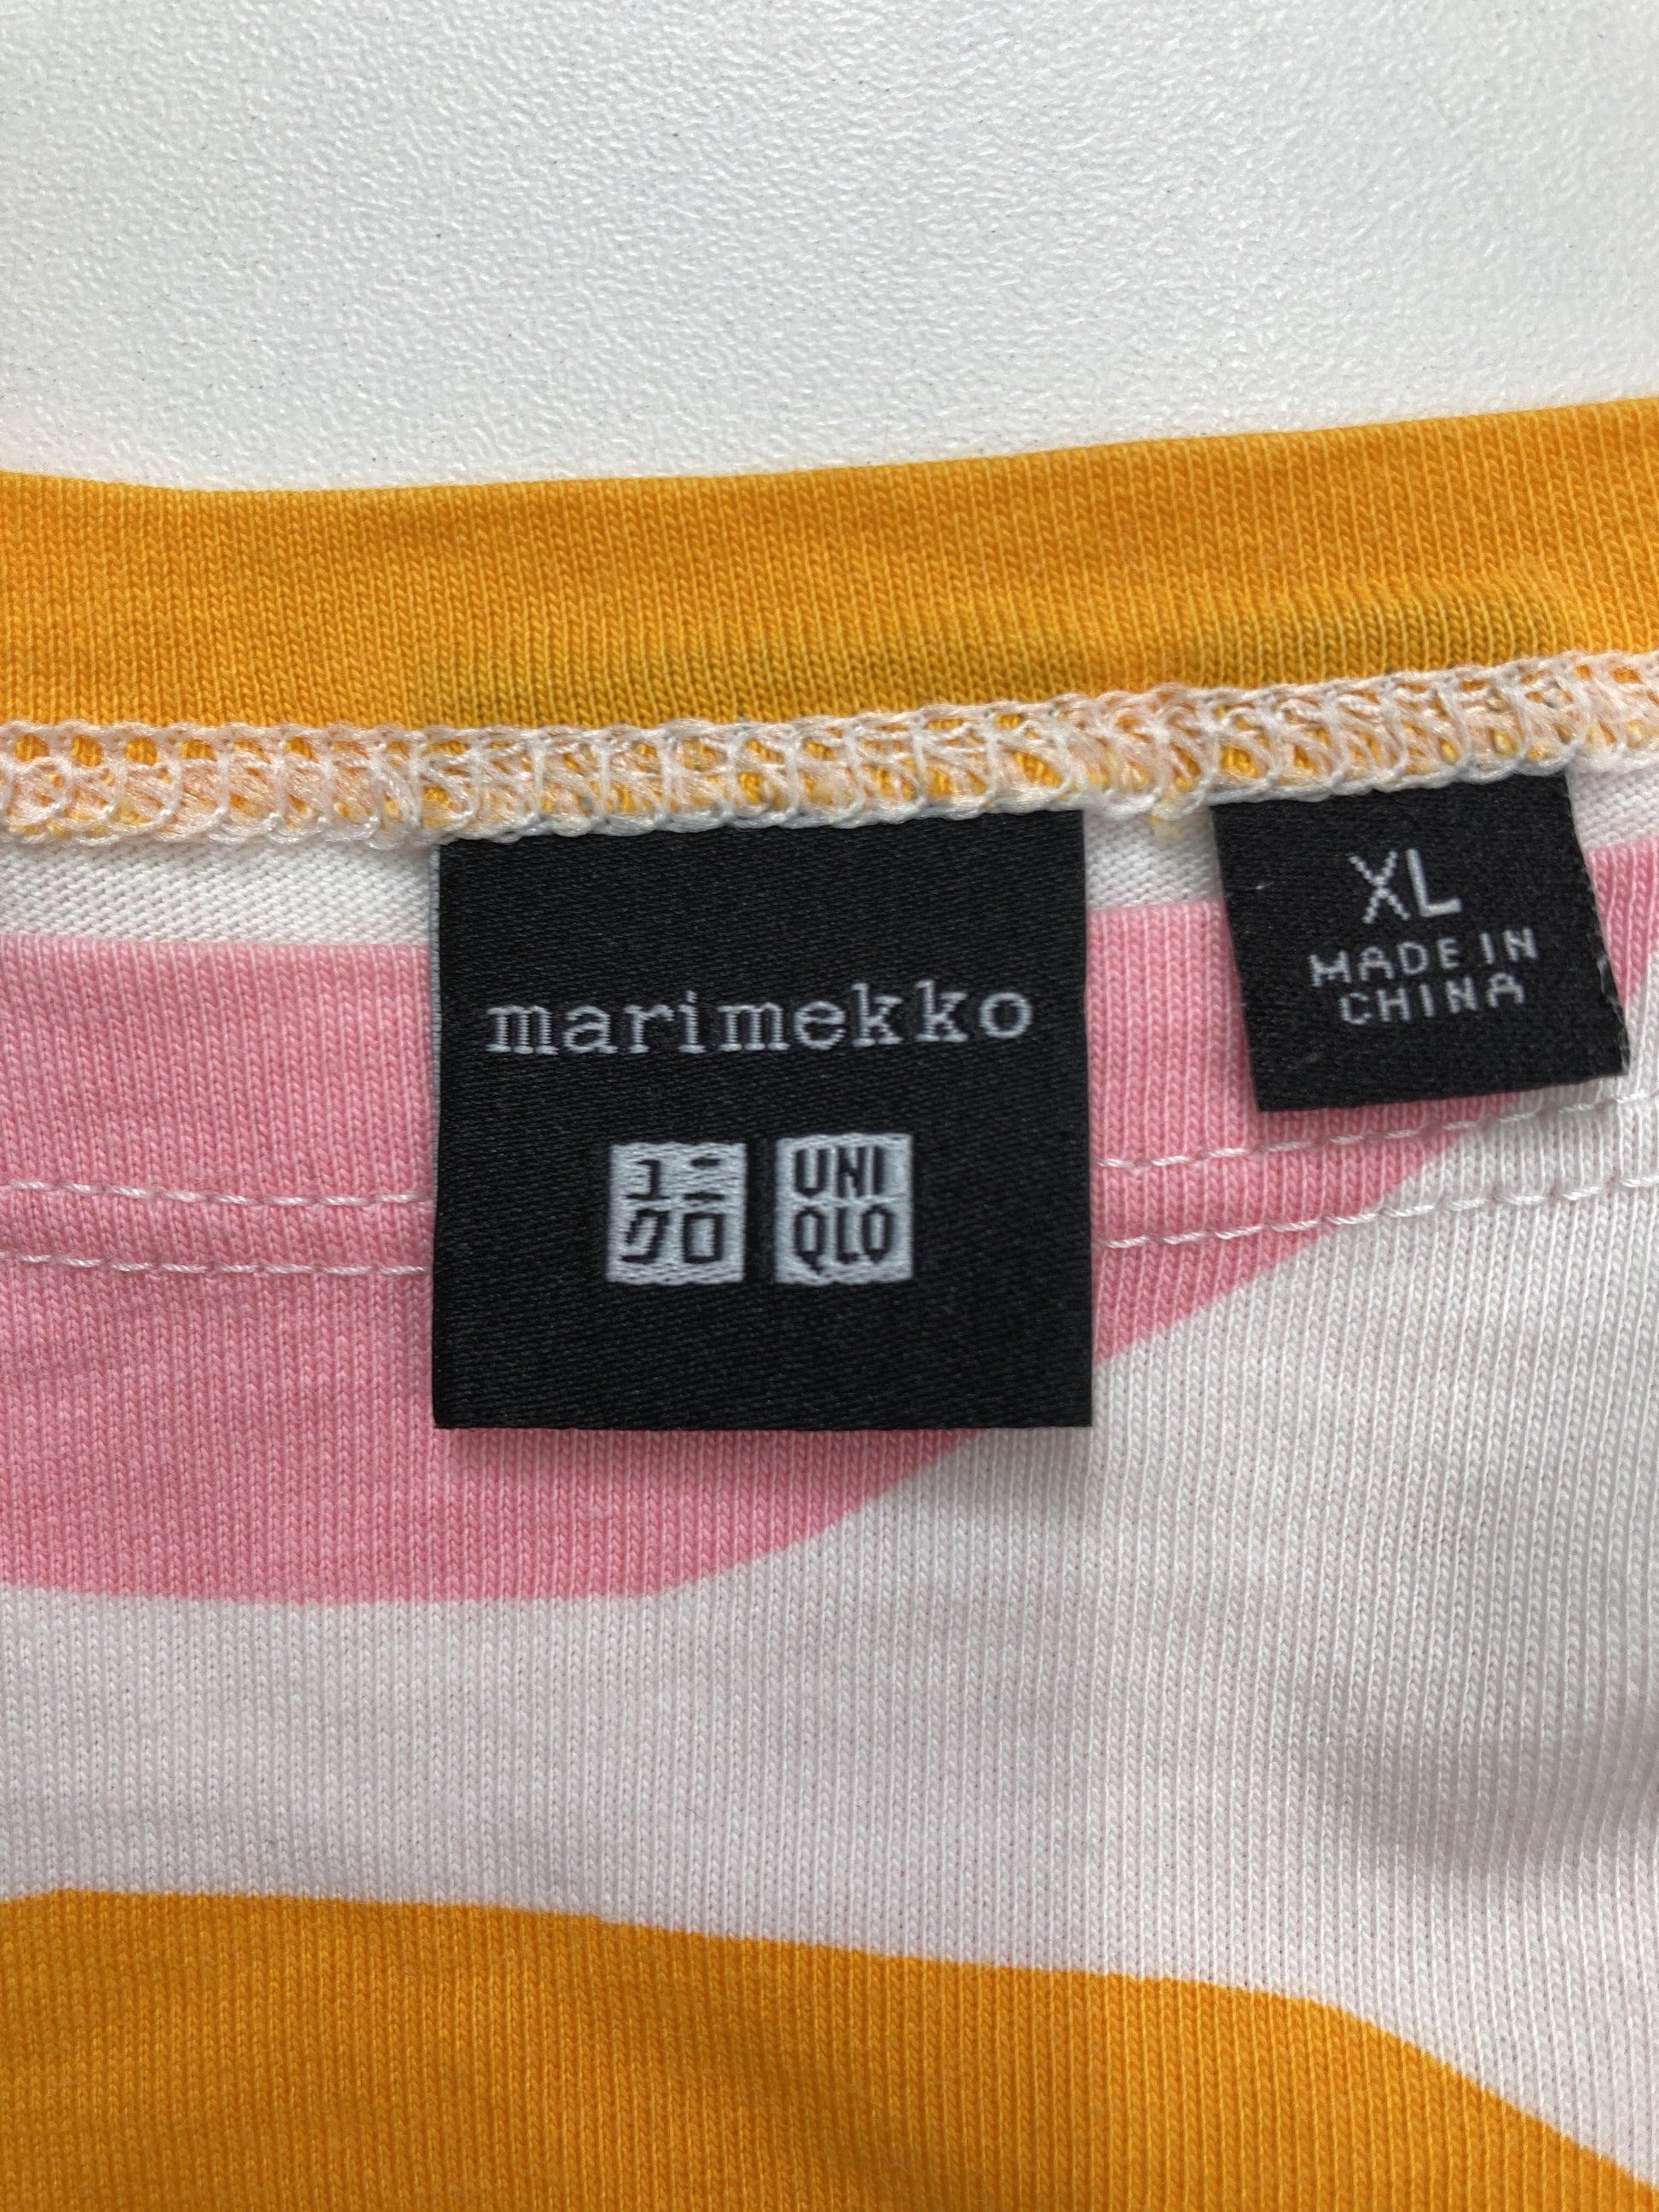 marimekko
ユニ
クロ
UNI
QLO
XL
MADE IN
CHINA